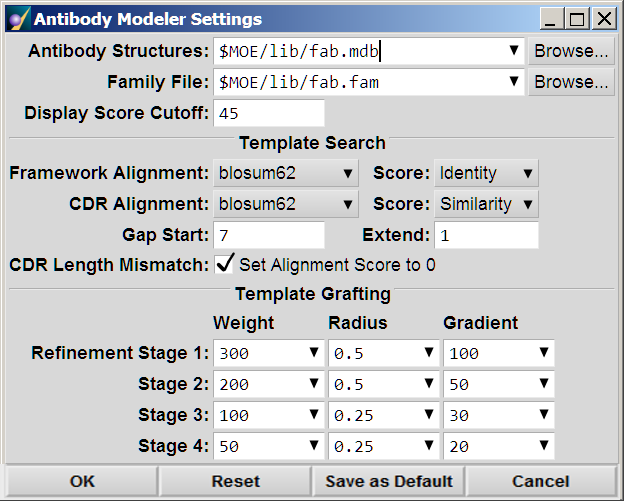 Antibody Modeler Settings
Antibody Structures: $MOE/lib/fab.mdb Browse...
Family File: $MOE/lib/fab.fam Browse...
Display Score Cutoff: 45
Template Search
Framework Alignment: blosum62 Score: Identity
CDR Alignment: blosum62 Score: Similarity
Gap Start: 7 Extend: 1
CDR Length Mismatch: Set Alignment Score to 0
Template Grafting
Weight Radius Gradient
Refinement Stage 1: 300 0.5 100
Stage 2: 200 0.5 50
Stage 3: 100 0.25 30
Stage 4: 50 0.25 20
OK Reset Save as Default Cancel